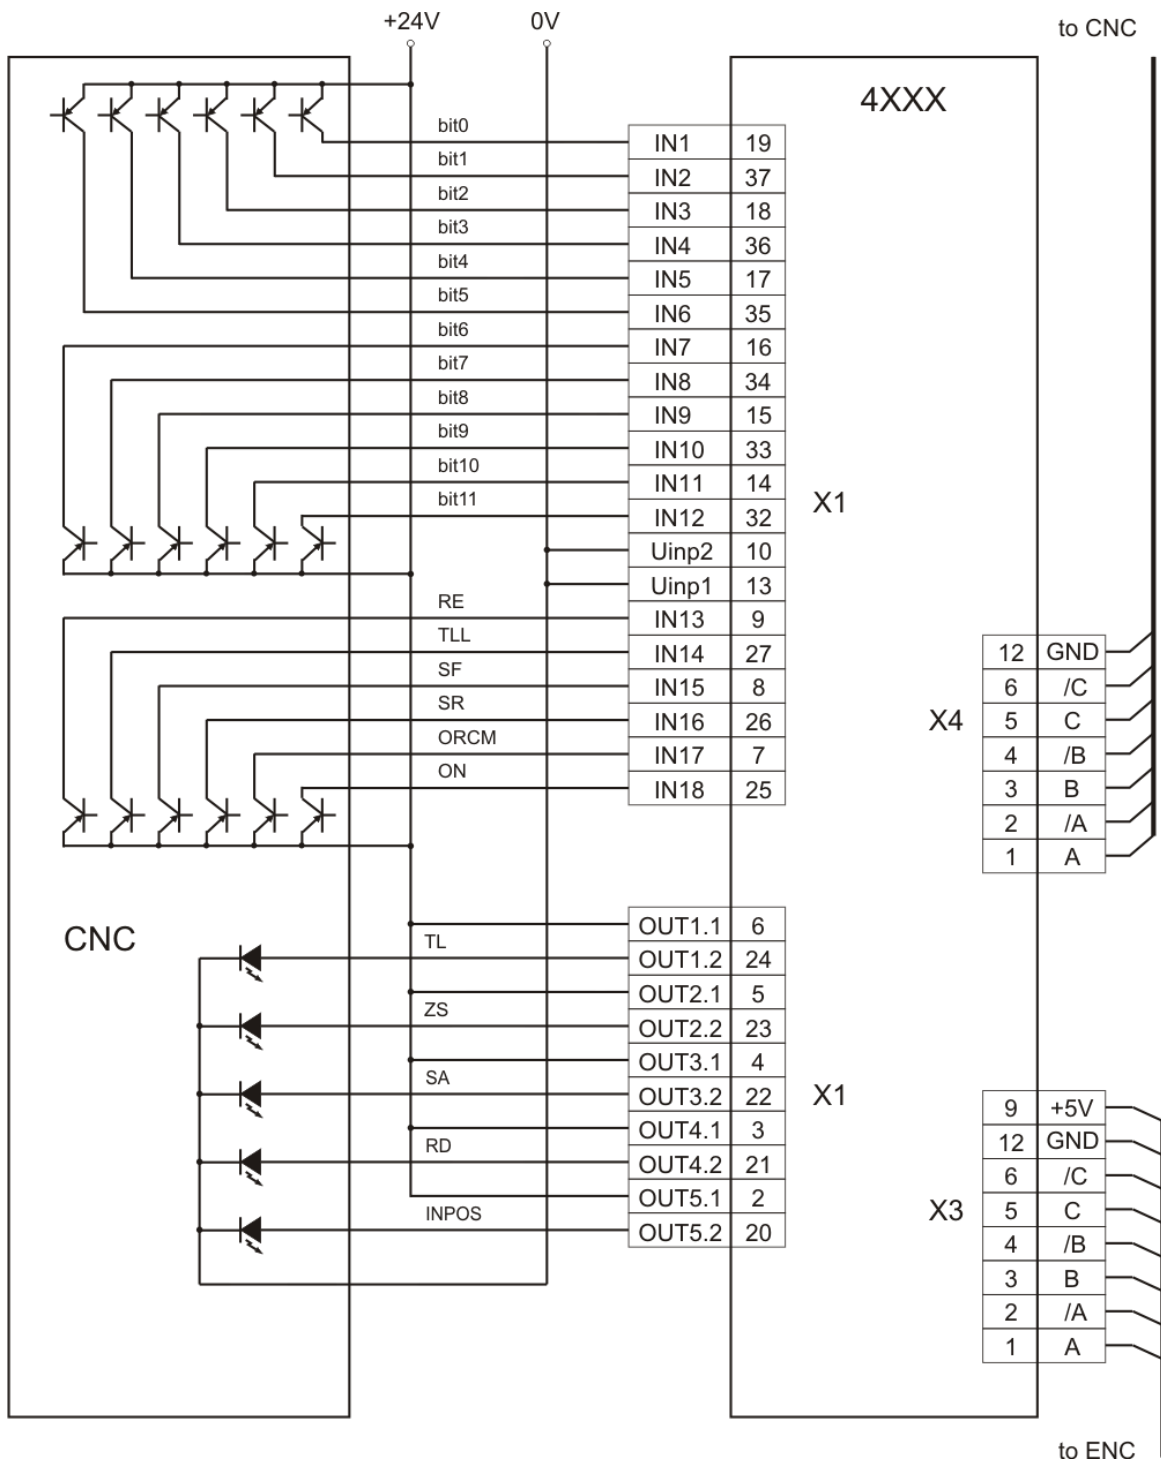 +24V 0V to CNC
4XXX
bit0 IN1 19
bit1 IN2 37
bit2 IN3 18
bit3 IN4 36
bit4 IN5 17
bit5 IN6 35
bit6 IN7 16
bit7 IN8 34
bit8 IN9 15
bit9 IN10 33
bit10 IN11 14
bit11 IN12 32
X1
Uinp2 10
Uinp1 13
RE IN13 9
TLL IN14 27
SF IN15 8
SR IN16 26
ORCM IN17 7
ON IN18 25
X4
12 GND
6 /C
5 C
4 /B
3 B
2 /A
1 A
CNC
OUT1.1 6
TL OUT1.2 24
OUT2.1 5
ZS OUT2.2 23
OUT3.1 4
SA OUT3.2 22
OUT4.1 3
RD OUT4.2 21
OUT5.1 2
INPOS OUT5.2 20
X1
X3
9 +5V
12 GND
6 /C
5 C
4 /B
3 B
2 /A
1 A
to ENC